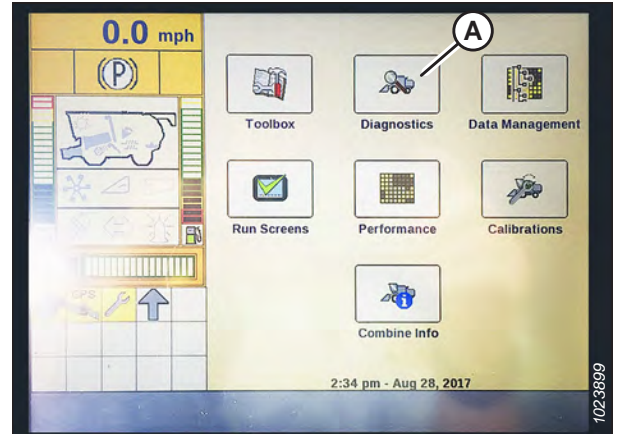 0.0 mph
A
(P)
Toolbox
Diagnostics
Data Management
Run Screens
Performance
Calibrations
GPS
Combine Info
2:34 pm - Aug 28, 2017
1023899